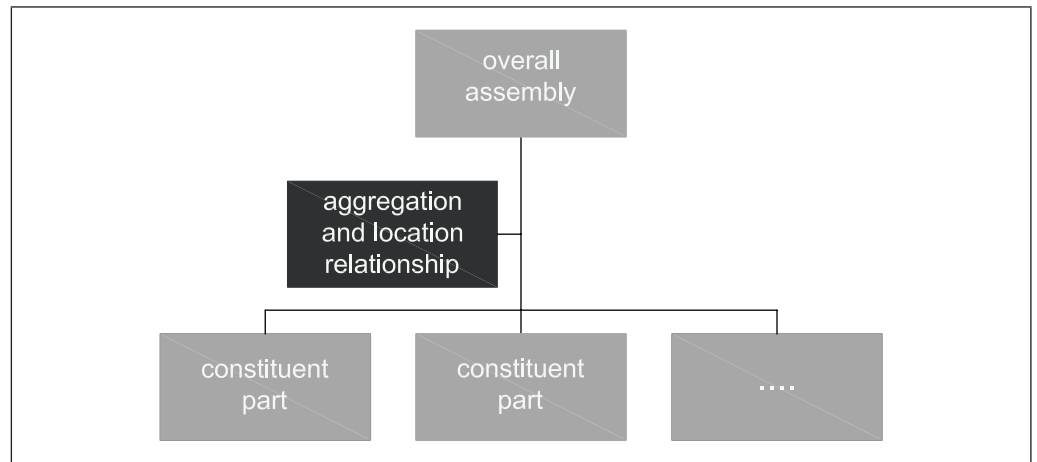 overall
assembly
aggregation
and location
relationship
constituent
part
constituent
part
....